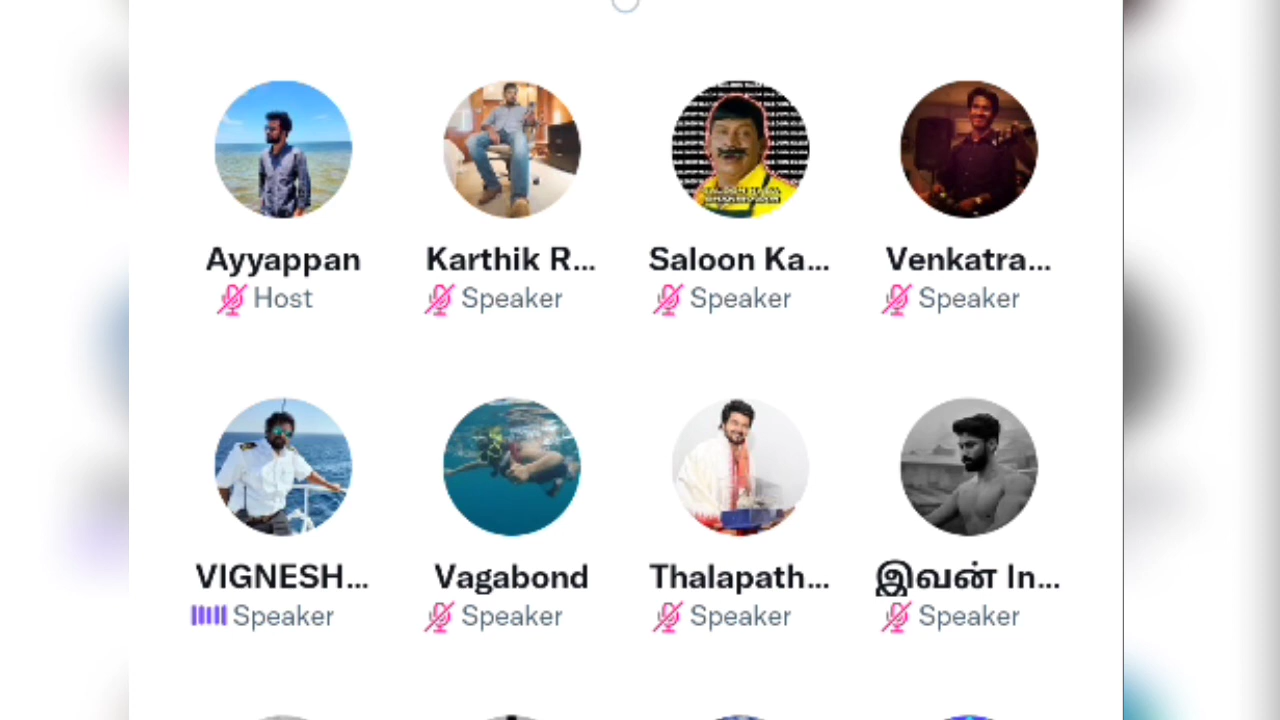 Ayyappan Karthik R... Saloon Ka... Venkatra...
Host Speaker Speaker Speaker
VIGNESH... Vagabond Thalapath... இவன் In...
Speaker Speaker Speaker Speaker